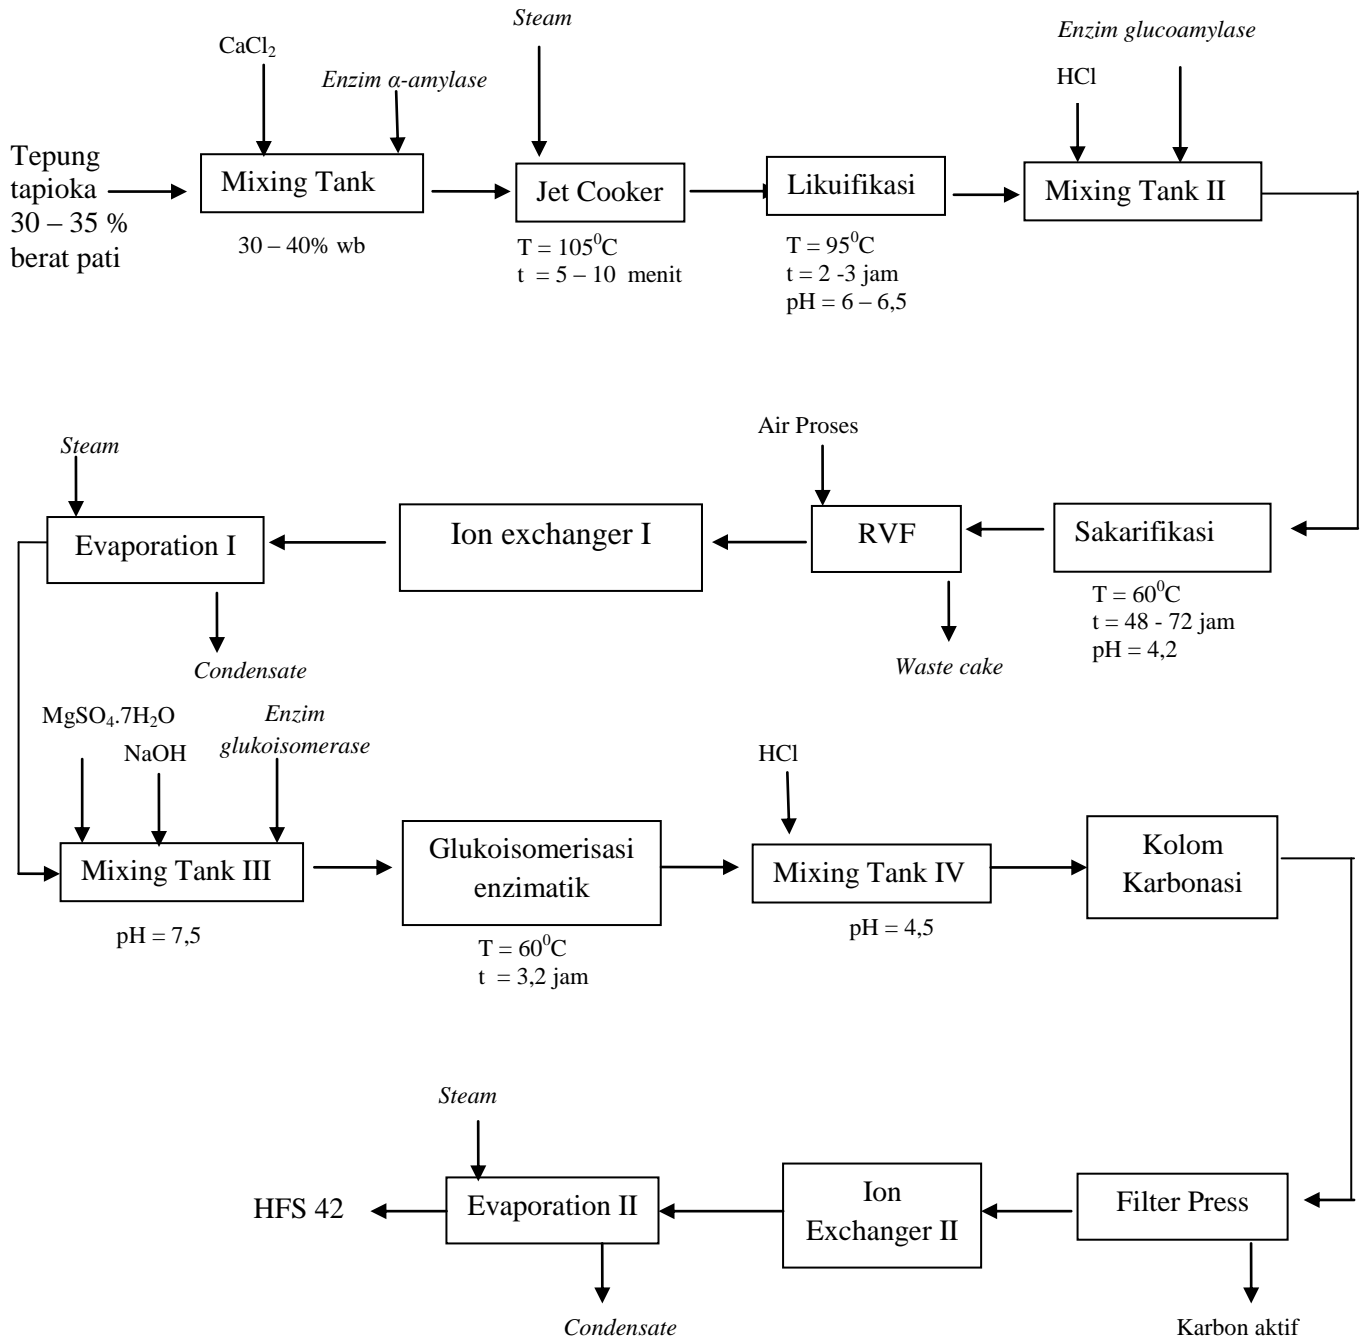 Steam
Enzim glucoamylase
CaCl₂
Enzim α-amylase
HCl
Tepung
tapioka
30 – 35 %
berat pati
Mixing Tank
Jet Cooker
Likuifikasi
Mixing Tank II
30 – 40% wb
T = 105⁰C
t = 5 – 10 menit
T = 95⁰C
t = 2 -3 jam
pH = 6 – 6,5
Steam
Air Proses
Evaporation I
Ion exchanger I
RVF
Sakarifikasi
T = 60⁰C
t = 48 - 72 jam
pH = 4,2
Condensate
Waste cake
MgSO₄.7H₂O
NaOH
Enzim
glukoisomerase
HCl
Mixing Tank III
Glukoisomerisasi
enzimatik
Mixing Tank IV
Kolom
Karbonasi
pH = 7,5
T = 60⁰C
t = 3,2 jam
pH = 4,5
Steam
HFS 42
Evaporation II
Ion
Exchanger II
Filter Press
Condensate
Karbon aktif